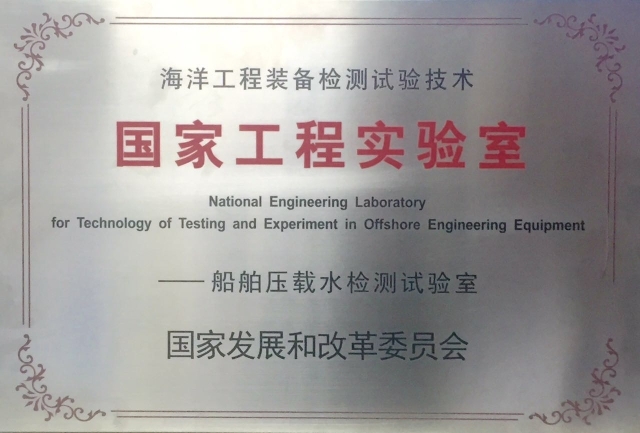 海洋工程装备检测试验技术
国家工程实验室
National Engineering Laboratory
for Technology of Testing and Experiment in Offshore Engineering Equipment
——船舶压载水检测试验室
国家发展和改革委员会